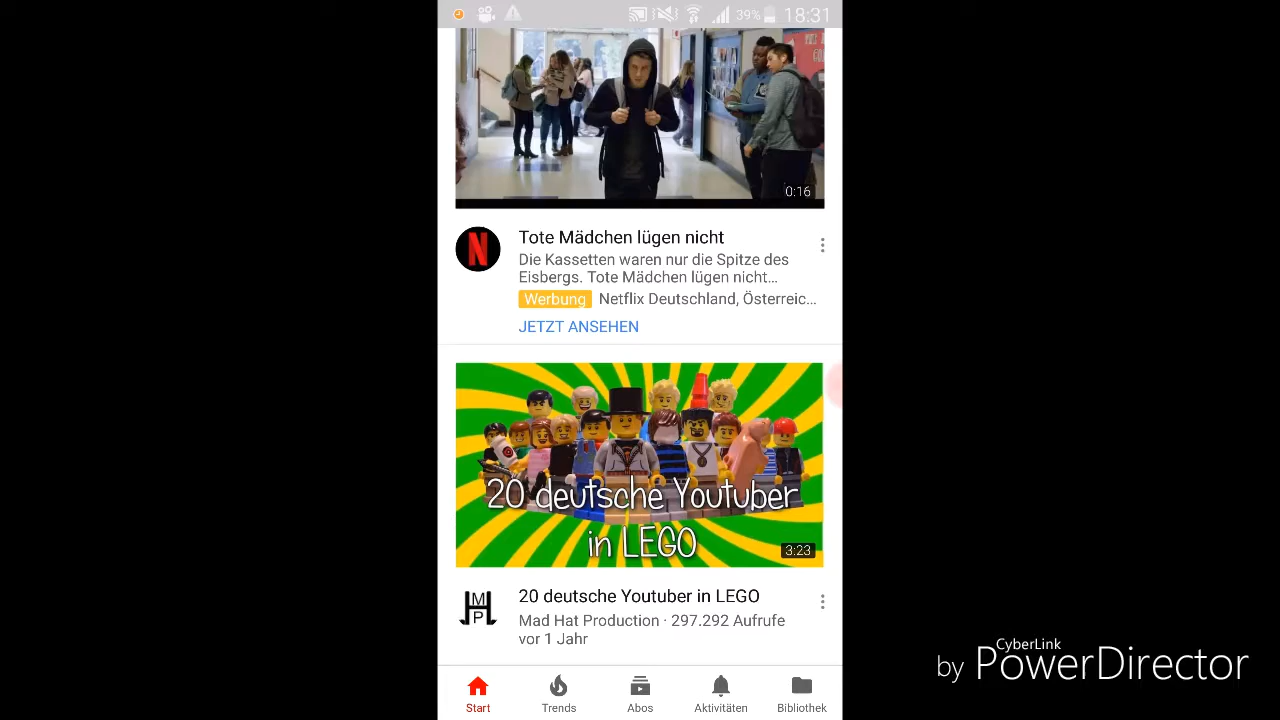 39% 18:31
0:16
N
Tote Mädchen lügen nicht
Die Kassetten waren nur die Spitze des
Eisbergs. Tote Mädchen lügen nicht...
Werbung Netflix Deutschland, Österreic...
JETZT ANSEHEN
20 deutsche Youtuber
in LEGO
3:23
MHP
20 deutsche Youtuber in LEGO
Mad Hat Production · 297.292 Aufrufe
vor 1 Jahr
Start Trends Abos Aktivitäten Bibliothek
CyberLink
by PowerDirector